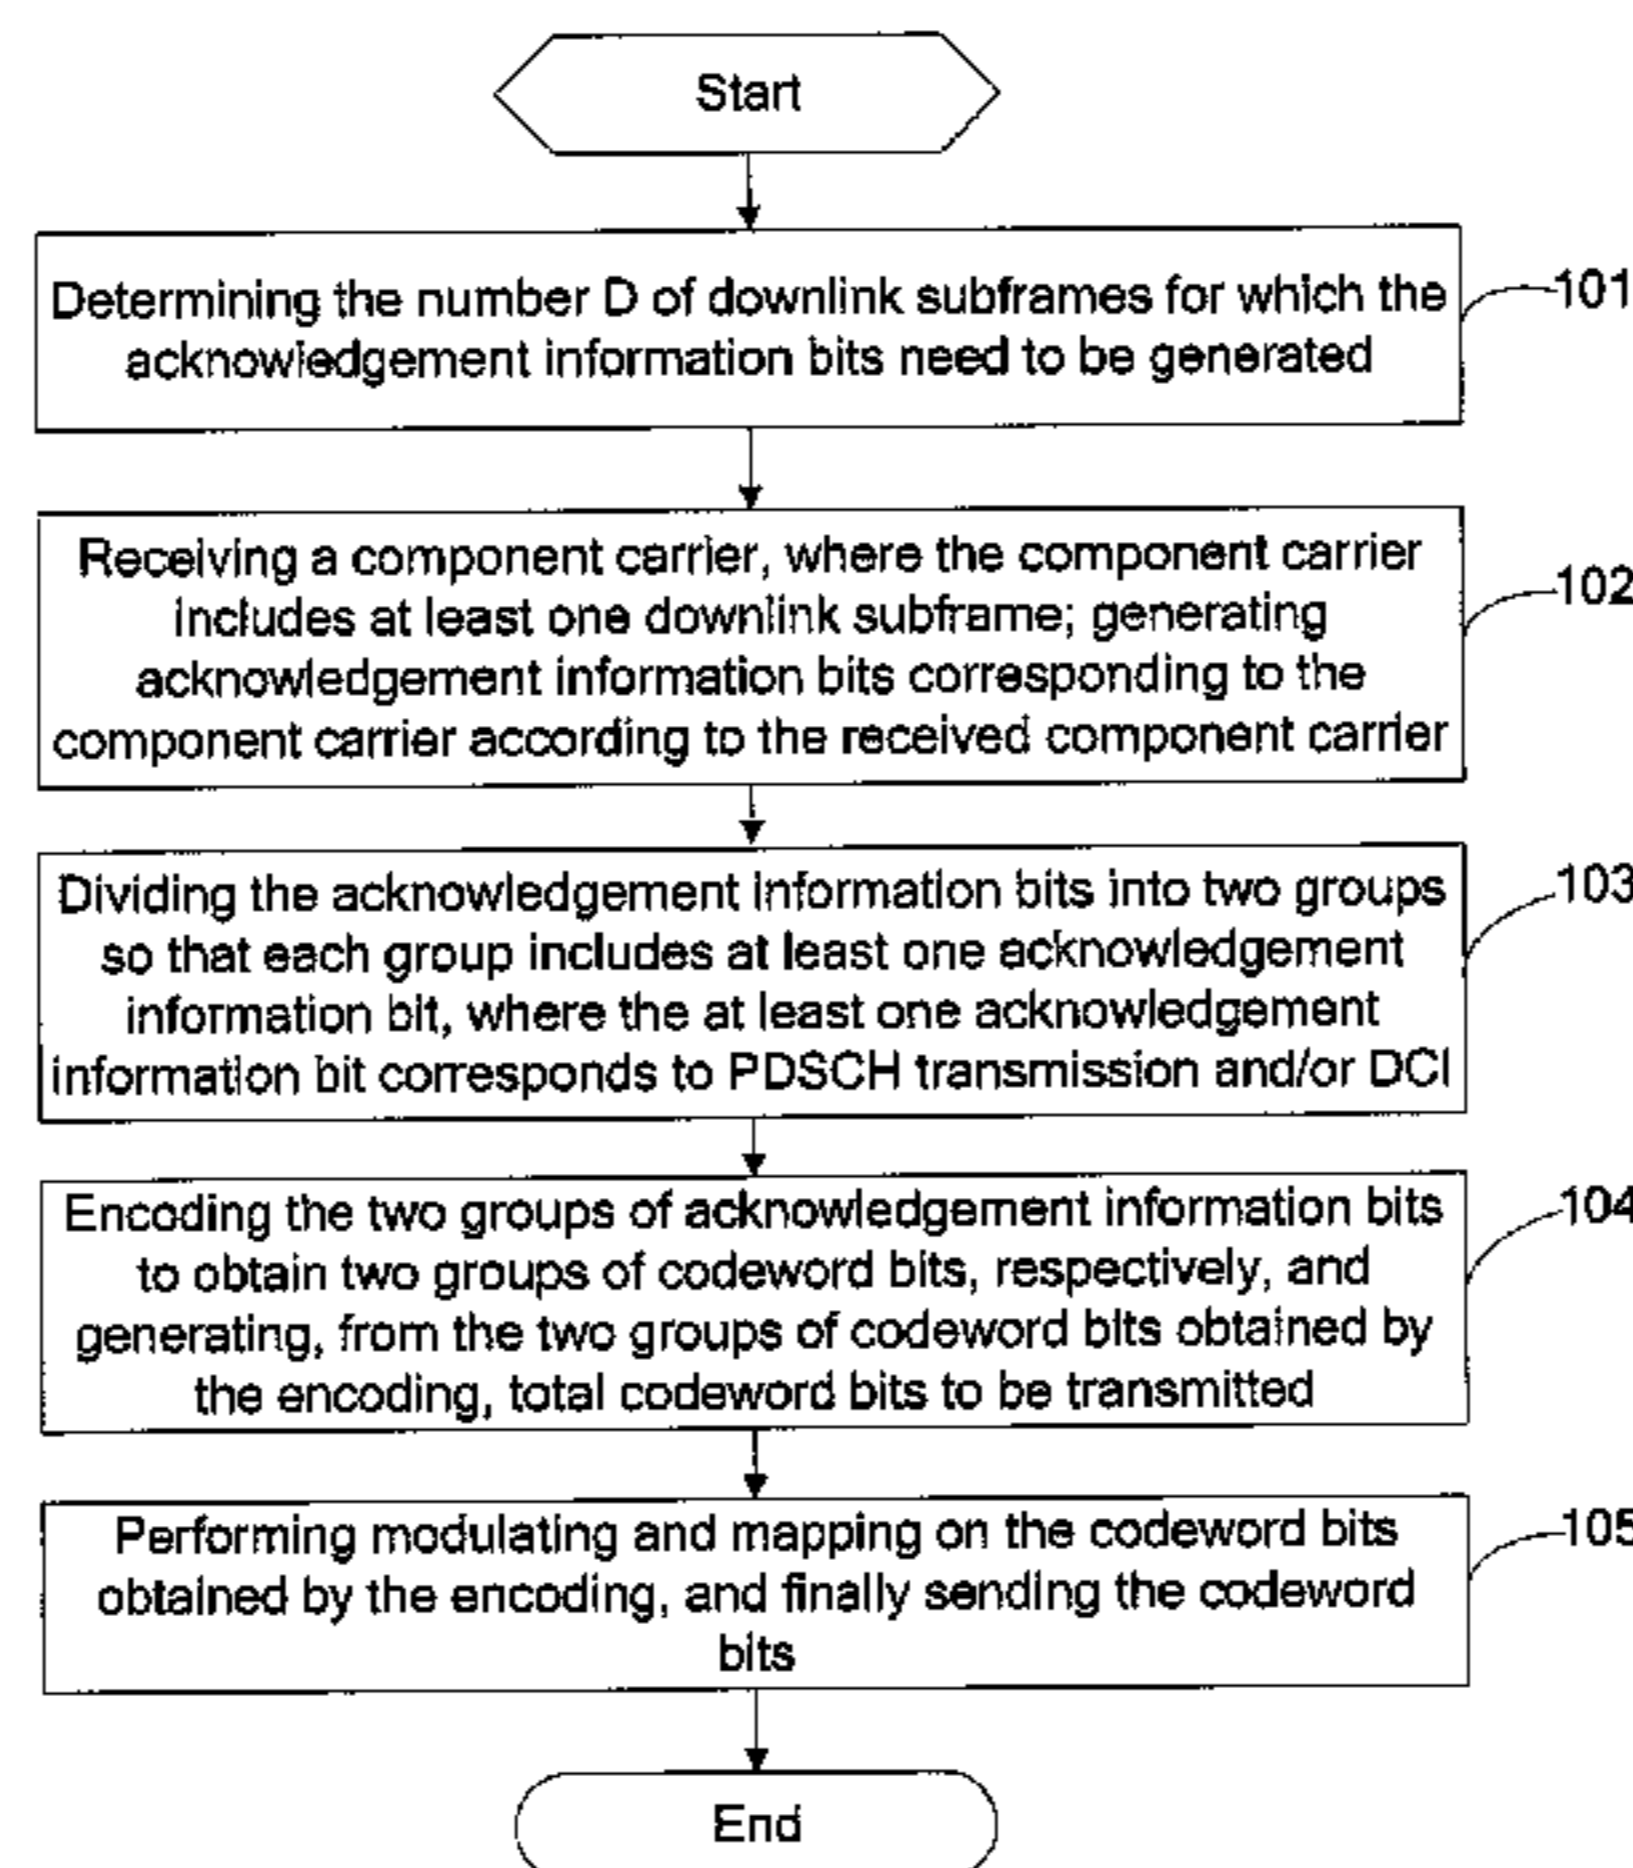 Start
Determining the number D of downlink subframes for which the
acknowledgement information bits need to be generated
101
Receiving a component carrier, where the component carrier
includes at least one downlink subframe; generating
acknowledgement information bits corresponding to the
component carrier according to the received component carrier
102
Dividing the acknowledgement information bits into two groups
so that each group includes at least one acknowledgement
information bit, where the at least one acknowledgement
information bit corresponds to PDSCH transmission and/or DCI
103
Encoding the two groups of acknowledgement information bits
to obtain two groups of codeword bits, respectively, and
generating, from the two groups of codeword bits obtained by
the encoding, total codeword bits to be transmitted
104
Performing modulating and mapping on the codeword bits
obtained by the encoding, and finally sending the codeword
bits
105
End